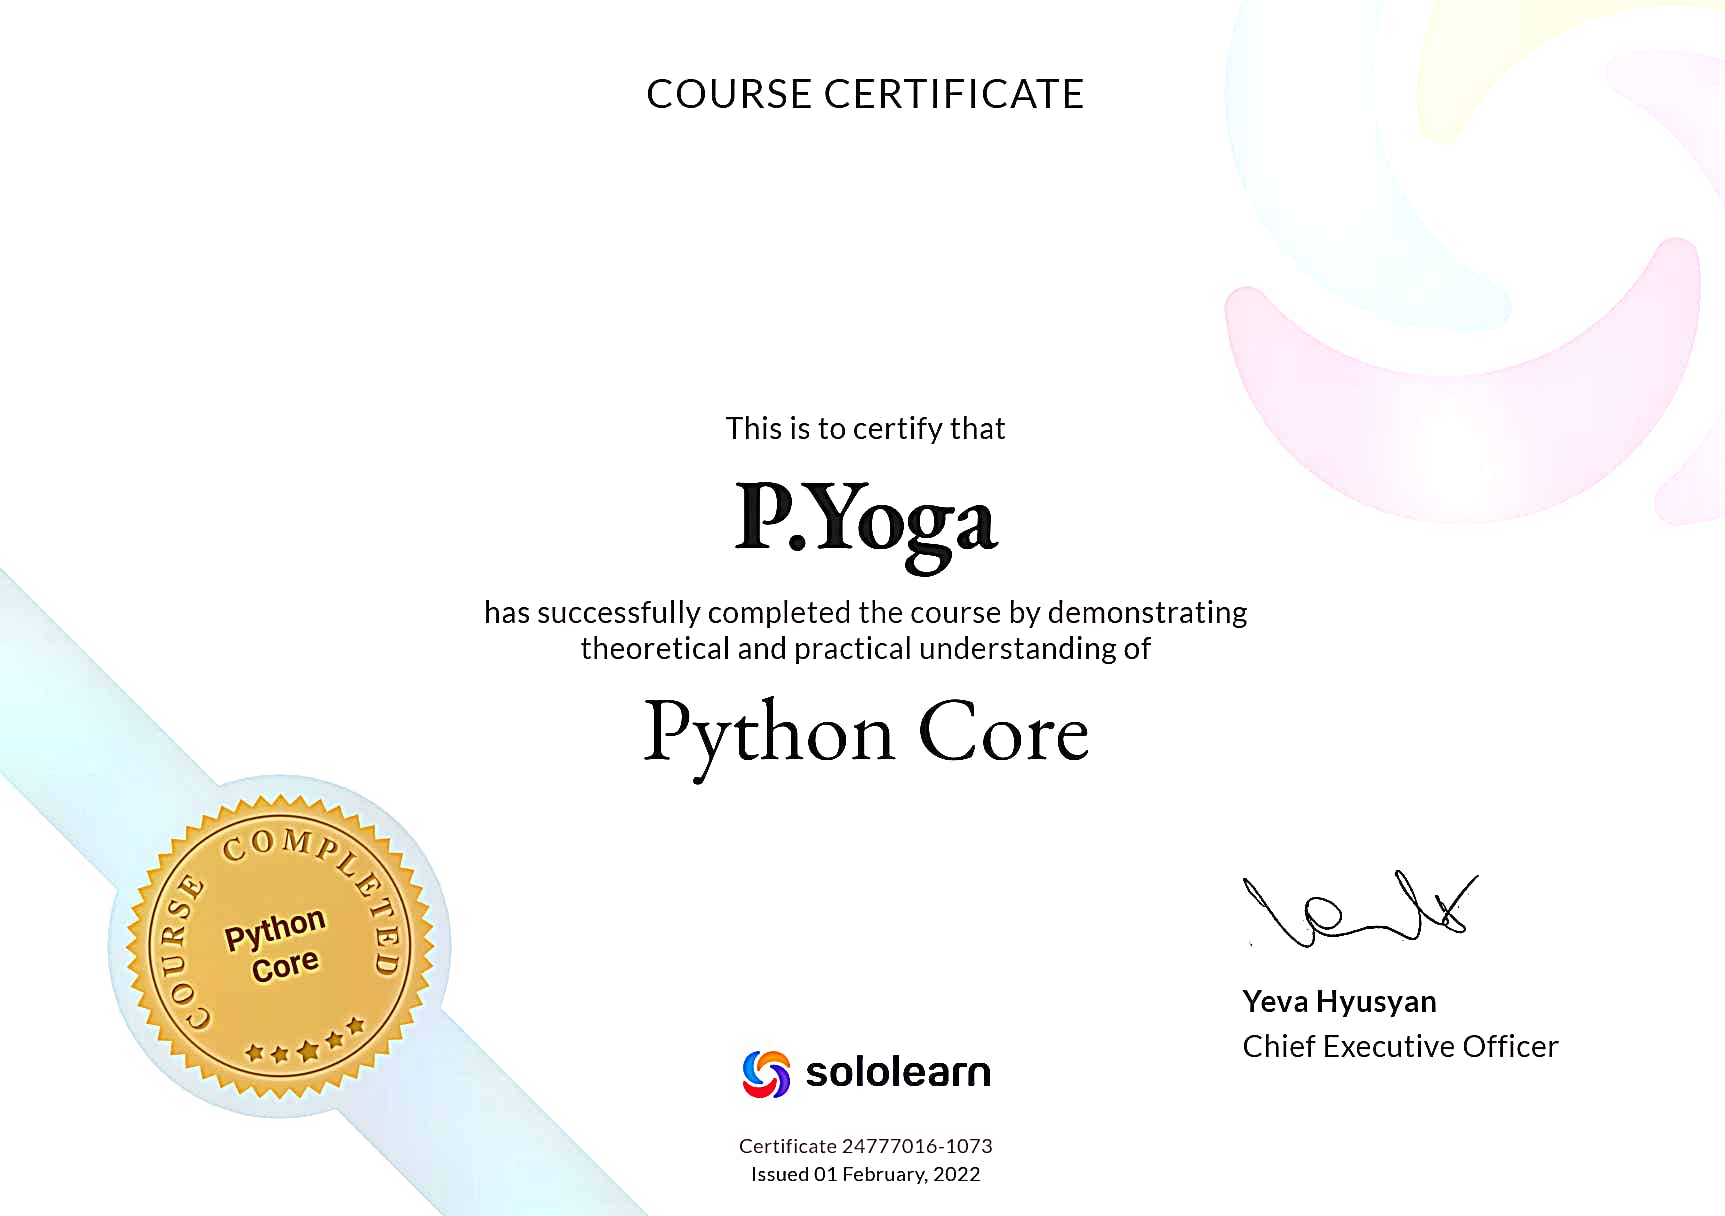 COURSE CERTIFICATE
This is to certify that
P.Yoga
has successfully completed the course by demonstrating
theoretical and practical understanding of
Python Core
COURSE COMPLETED
Python
Core
Yeva Hyusyan
Chief Executive Officer
sololearn
Certificate 24777016-1073
Issued 01 February, 2022